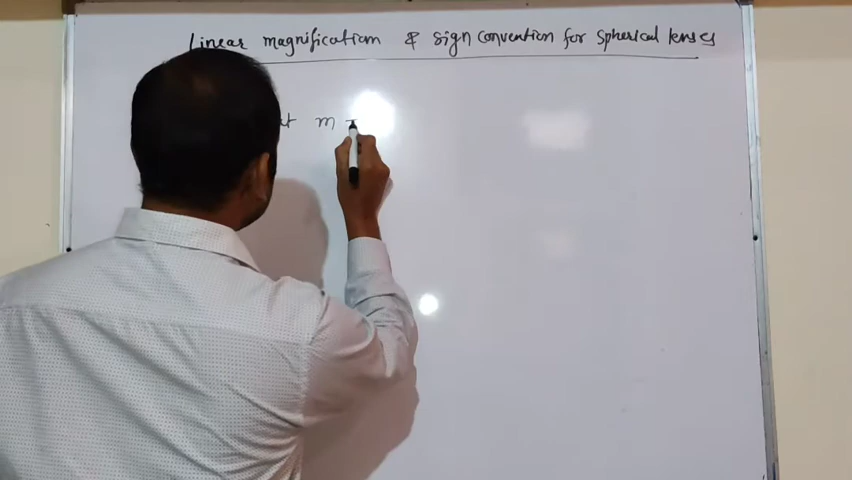 Linear magnification & sign convention for spherical lenses
m =